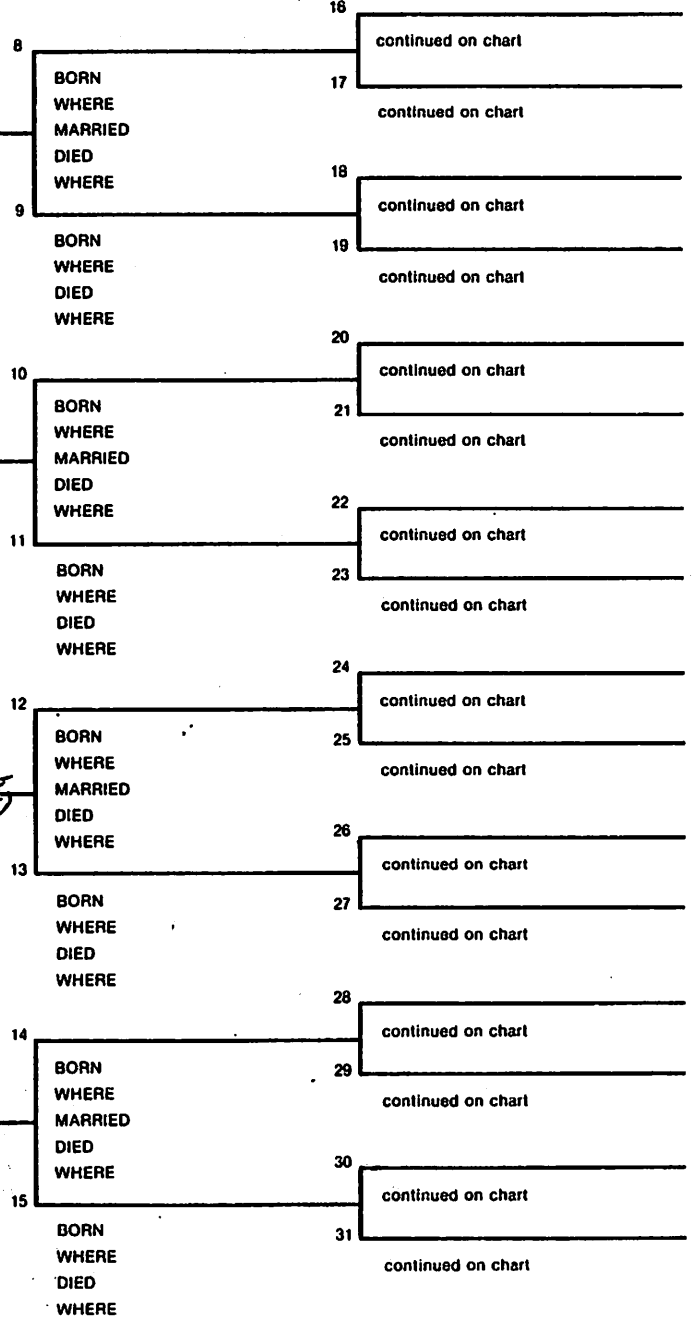 16
continued on chart
8
17
BORN
WHERE
continued on chart
MARRIED
DIED
18
WHERE
continued on chart
9
19
BORN
continued on chart
WHERE
DIED
WHERE
20
continued on chart
10
21
BORN
WHERE
continued on chart
MARRIED
DIED
22
WHERE
continued on chart
11
23
BORN
WHERE
continued on chart
DIED
WHERE
24
continued on chart
12
25
BORN
WHERE
continued on chart
MARRIED
DIED
26
WHERE
continued on chart
13
27
BORN
WHERE
continued on chart
DIED
WHERE
28
continued on chart
14
29
BORN
WHERE
continued on chart
MARRIED
DIED
30
WHERE
continued on chart
15
31
BORN
WHERE
continued on chart
DIED
WHERE